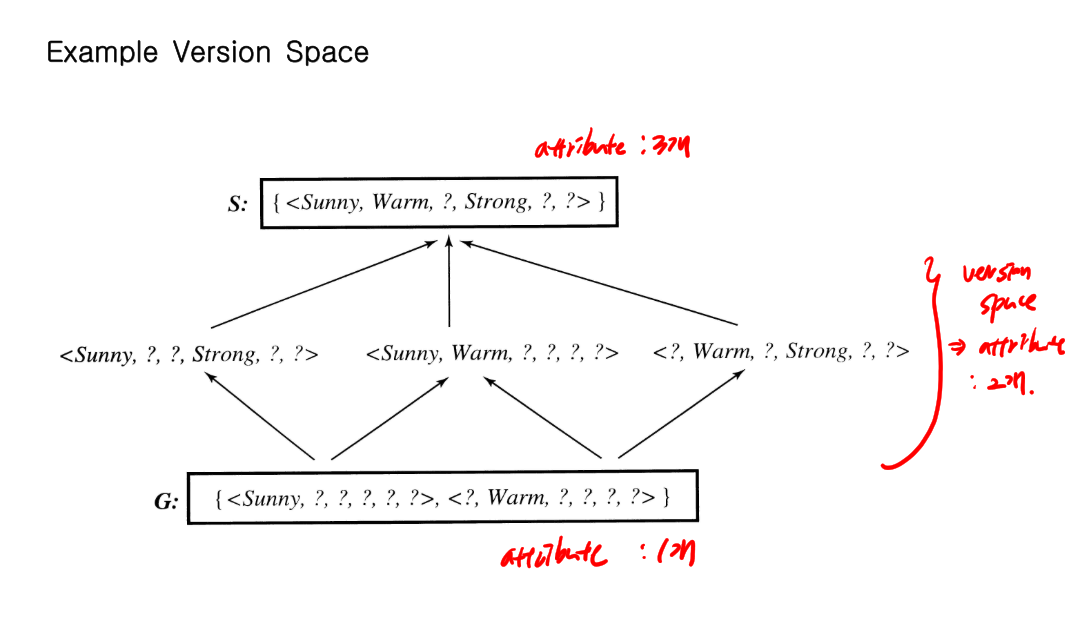 Example Version Space
attribute : 3개
S: { <Sunny, Warm, ?, Strong, ?, ?> }
version
space
<Sunny, ?, ?, Strong, ?, ?> <Sunny, Warm, ?, ?, ?, ?> <?, Warm, ?, Strong, ?, ?>
⇒ attribute
: 2개.
G: { <Sunny, ?, ?, ?, ?, ?>, <?, Warm, ?, ?, ?, ?> }
attribute : 1개